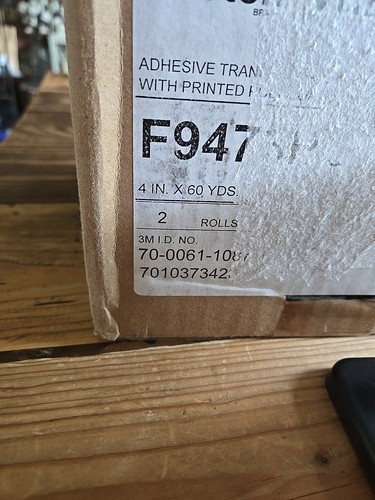 ADHESIVE TRAN
WITH PRINTED
F947
4 IN. X 60 YDS
2 ROLLS
3M I.D. NO.
70-0061-108
701037342